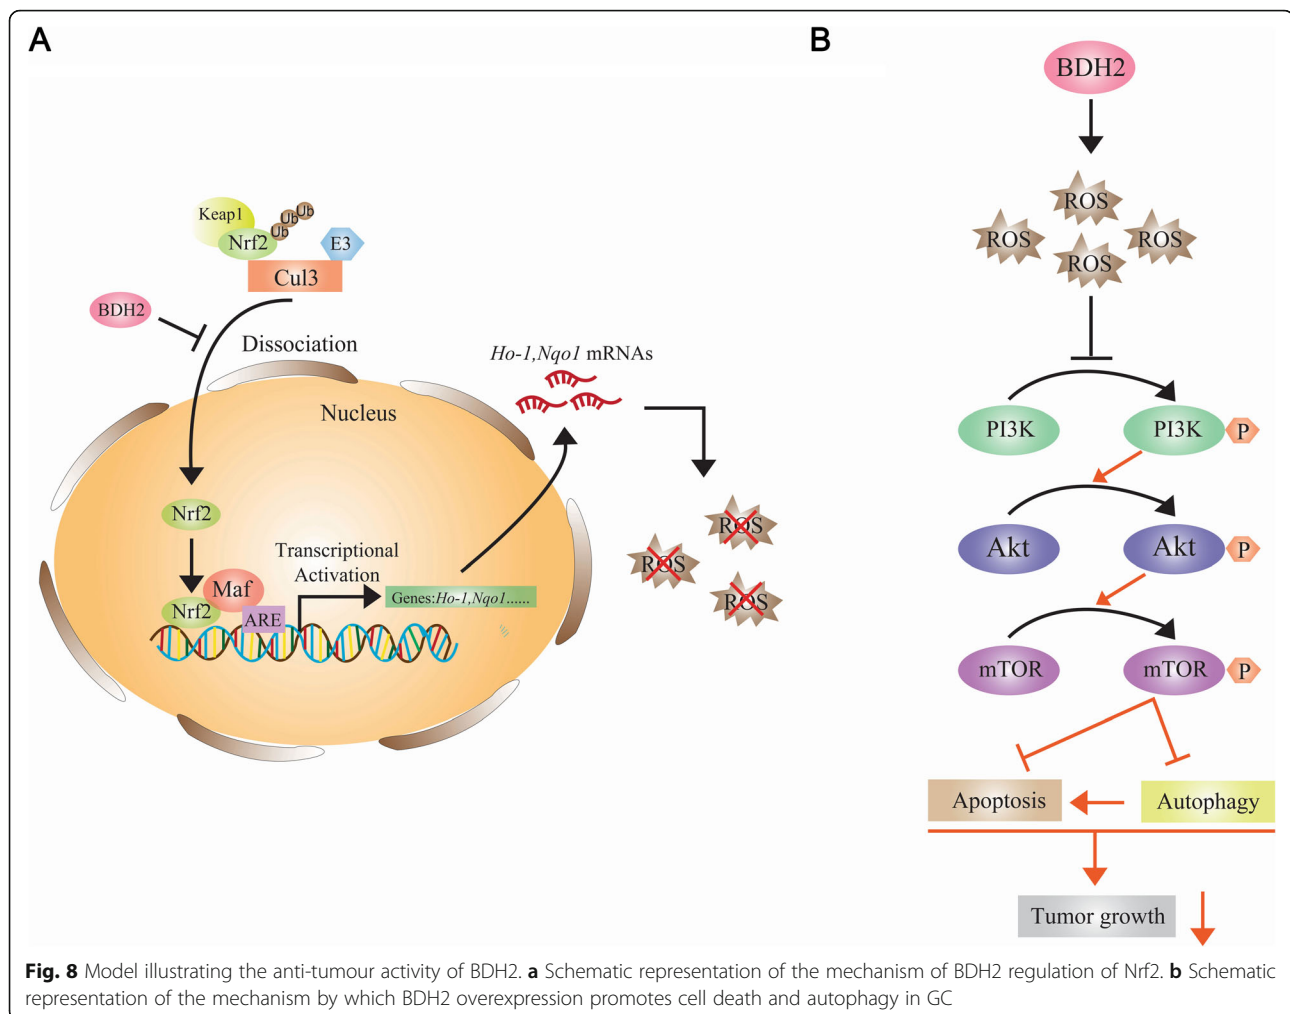 A
Keap1
Nrf2
Ub
Ub
Ub
E3
Cul3
BDH2
Dissociation
Nucleus
Ho-1,Nqo1 mRNAs
Nrf2
Transcriptional
Activation
Maf
Nrf2
ARE
Genes:Ho-1,Nqo1......
ROS
ROS
ROS
B
BDH2
ROS
ROS
ROS
ROS
PI3K
PI3K
P
Akt
Akt
P
mTOR
mTOR
P
Apoptosis
Autophagy
Tumor growth
Fig. 8 Model illustrating the anti-tumour activity of BDH2. a Schematic representation of the mechanism of BDH2 regulation of Nrf2. b Schematic
representation of the mechanism by which BDH2 overexpression promotes cell death and autophagy in GC